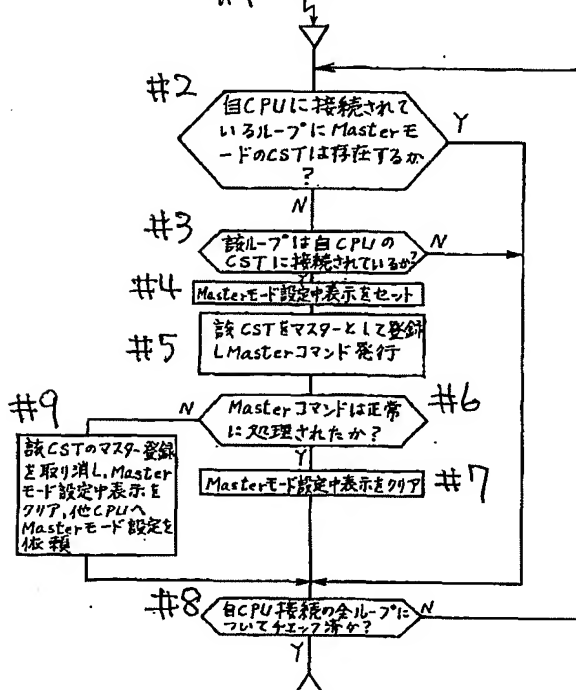 #2
自CPUに接続されて
いるループにMasterモ
ードのCSTは存在するか
?
Y
N
#3
該ループは自CPUの
CSTに接続されているか?
N
Y
#4
Masterモード設定中表示をセット
#5
該CSTをマスターとして登録
しMasterコマンド発行
#6
Masterコマンドは正常
に処理されたか?
N
Y
#9
該CSTのマスター登録
を取り消し、Master
モード設定中表示を
クリア、他CPUへ
Masterモード設定を
依頼
#7
Masterモード設定中表示をクリア
#8
自CPU接続の全ループに
ついてチェック済か?
N
Y